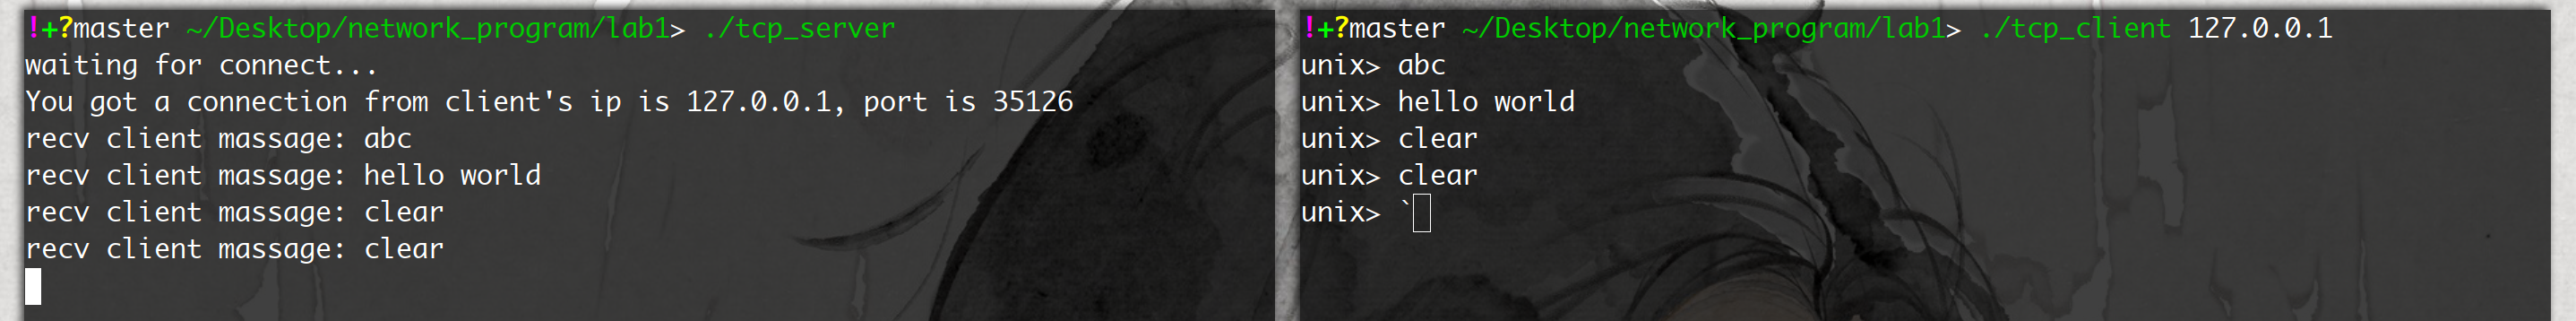 !+?master ~/Desktop/network_program/lab1> ./tcp_server
waiting for connect...
You got a connection from client's ip is 127.0.0.1, port is 35126
recv client massage: abc
recv client massage: hello world
recv client massage: clear
recv client massage: clear
!+?master ~/Desktop/network_program/lab1> ./tcp_client 127.0.0.1
unix> abc
unix> hello world
unix> clear
unix> clear
unix> `